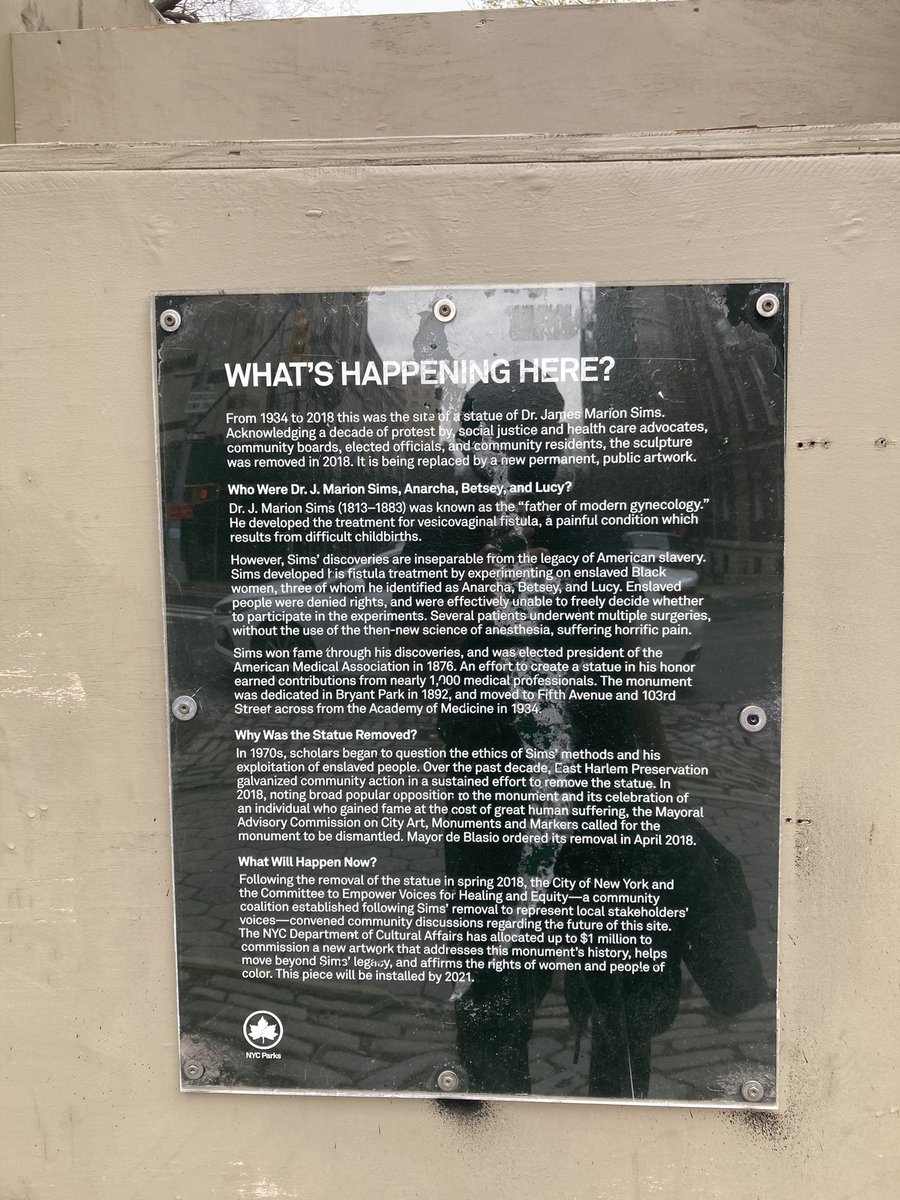 WHAT'S HAPPENING HERE?
From 1934 to 2018 this was the site of a statue of Dr. James Marion Sims.
Acknowledging a decade of protest by, social justice and health care advocates,
community boards, elected officials, and community residents, the sculpture
was removed in 2018. It is being replaced by a new permanent, public artwork.
Who Were Dr. J. Marion Sims, Anarcha, Betsey, and Lucy?
Dr. J. Marion Sims (1813–1883) was known as the “father of modern gynecology.”
He developed the treatment for vesicovaginal fistula, a painful condition which
results from difficult childbirths.
However, Sims’ discoveries are inseparable from the legacy of American slavery.
Sims developed his fistula treatment by experimenting on enslaved Black
women, three of whom he identified as Anarcha, Betsey, and Lucy. Enslaved
people were denied rights, and were effectively unable to freely decide whether
to participate in the experiments. Several patients underwent multiple surgeries,
without the use of the then-new science of anesthesia, suffering horrific pain.
Sims won fame through his discoveries, and was elected president of the
American Medical Association in 1876. An effort to create a statue in his honor
earned contributions from nearly 1,000 medical professionals. The monument
was dedicated in Bryant Park in 1892, and moved to Fifth Avenue and 103rd
Street across from the Academy of Medicine in 1934.
Why Was the Statue Removed?
In 1970s, scholars began to question the ethics of Sims’ methods and his
exploitation of enslaved people. Over the past decade, East Harlem Preservation
galvanized community action in a sustained effort to remove the statue. In
2018, noting broad popular opposition to the monument and its celebration of
an individual who gained fame at the cost of great human suffering, the Mayoral
Advisory Commission on City Art, Monuments and Markers called for the
monument to be dismantled. Mayor de Blasio ordered its removal in April 2018.
What Will Happen Now?
Following the removal of the statue in spring 2018, the City of New York and
the Committee to Empower Voices for Healing and Equity—a community
coalition established following Sims’ removal to represent local stakeholders’
voices—convened community discussions regarding the future of this site.
The NYC Department of Cultural Affairs has allocated up to $1 million to
commission a new artwork that addresses this monument’s history, helps
move beyond Sims’ legacy, and affirms the rights of women and people of
color. This piece will be installed by 2021.
NYC Parks